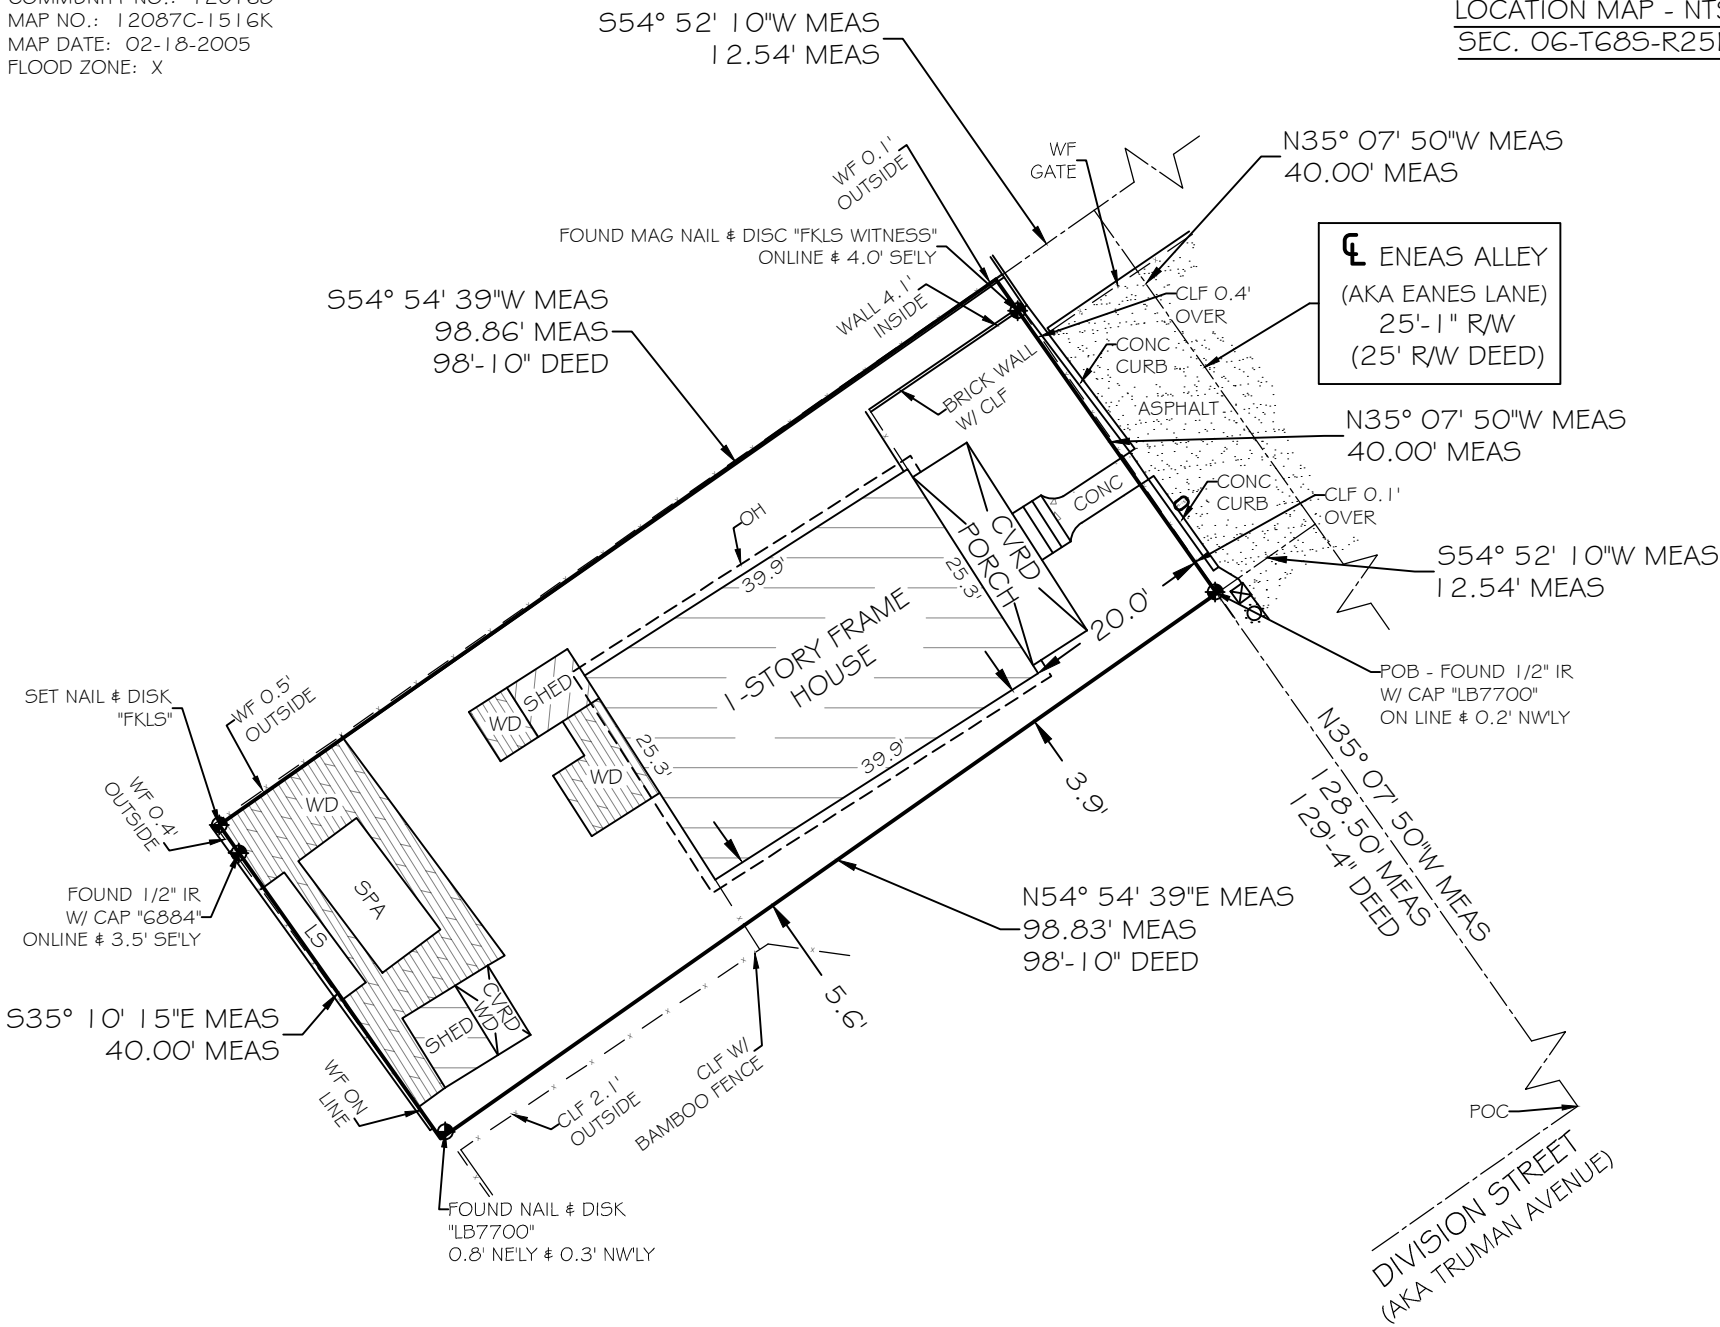 MAP NO.: 12087C-1516K
MAP DATE: 02-18-2005
FLOOD ZONE: X
S54° 52' 10"W MEAS
12.54' MEAS
LOCATION MAP - NTS
SEC. 06-T68S-R25
WF 0.1'
OUTSIDE
WF
GATE
N35° 07' 50"W MEAS
40.00' MEAS
FOUND MAG NAIL & DISC "FKLS WITNESS"
ONLINE & 4.0' SE'LY
℄ ENEAS ALLEY
(AKA EANES LANE)
25'-1" R/W
(25' R/W DEED)
S54° 54' 39"W MEAS
98.86' MEAS
98'-10" DEED
WALL 4.1'
INSIDE
CLF 0.4'
OVER
CONC
CURB
BRICK WALL
W/ CLF
ASPHALT
N35° 07' 50"W MEAS
40.00' MEAS
CONC
CONC
CURB
CLF 0.1'
OVER
OH
CVRD
PORCH
39.9'
25.3'
S54° 52' 10"W MEAS
12.54' MEAS
1-STORY FRAME
HOUSE
20.0'
POB - FOUND 1/2" IR
W/ CAP "LB7700"
ON LINE & 0.2' NW'LY
SET NAIL & DISK
"FKLS"
WF 0.5'
OUTSIDE
SHED
WD
WD
25.3'
39.9'
3.9'
N35° 07' 50"W MEAS
128.50' MEAS
129'-4" DEED
WF 0.4'
OUTSIDE
WD
SPA
LS
FOUND 1/2" IR
W/ CAP "6884"
ONLINE & 3.5' SE'LY
N54° 54' 39"E MEAS
98.83' MEAS
98'-10" DEED
5.6'
S35° 10' 15"E MEAS
40.00' MEAS
SHED
CVRD
WD
WF ON
LINE
CLF 2.1'
OUTSIDE
CLF W/
BAMBOO FENCE
POC
FOUND NAIL & DISK
"LB7700"
0.8' NE'LY & 0.3' NW'LY
DIVISION STREET
(AKA TRUMAN AVENUE)